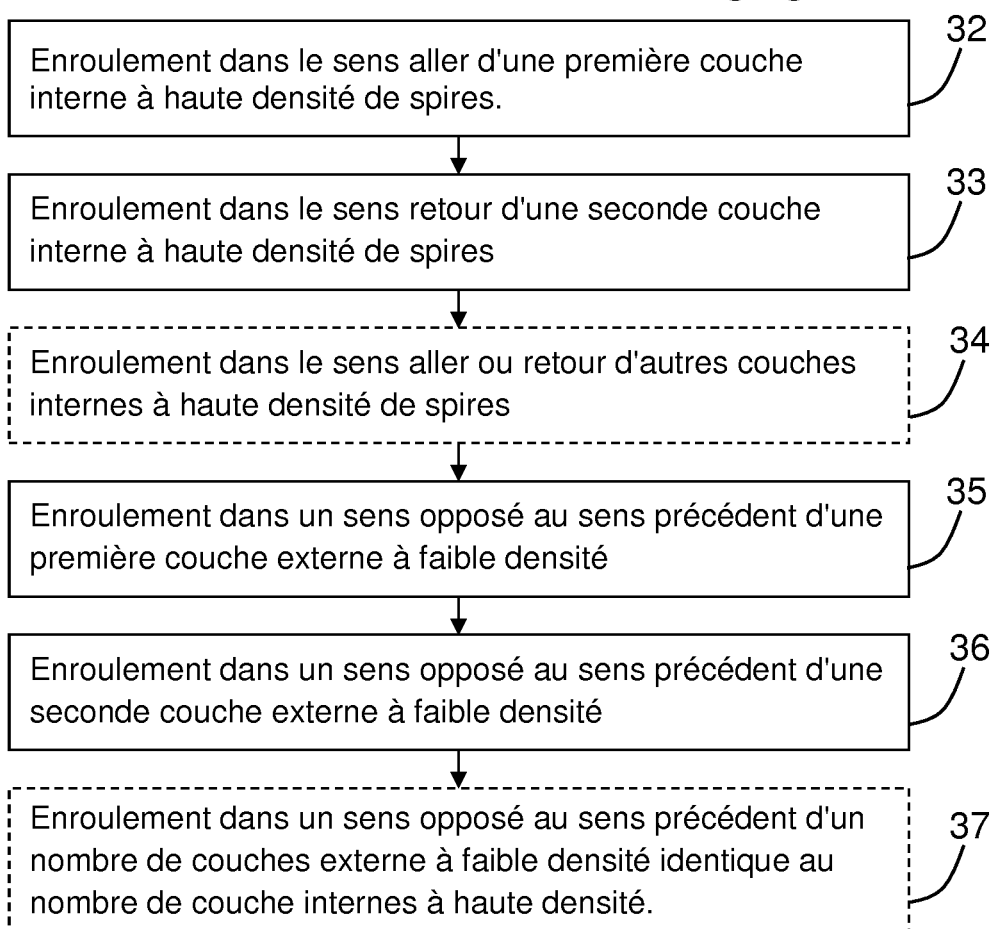 32
Enroulement dans le sens aller d'une première couche
interne à haute densité de spires.
33
Enroulement dans le sens retour d'une seconde couche
interne à haute densité de spires
34
Enroulement dans le sens aller ou retour d'autres couches
internes à haute densité de spires
35
Enroulement dans un sens opposé au sens précédent d'une
première couche externe à faible densité
36
Enroulement dans un sens opposé au sens précédent d'une
seconde couche externe à faible densité
37
Enroulement dans un sens opposé au sens précédent d'un
nombre de couches externe à faible densité identique au
nombre de couche internes à haute densité.